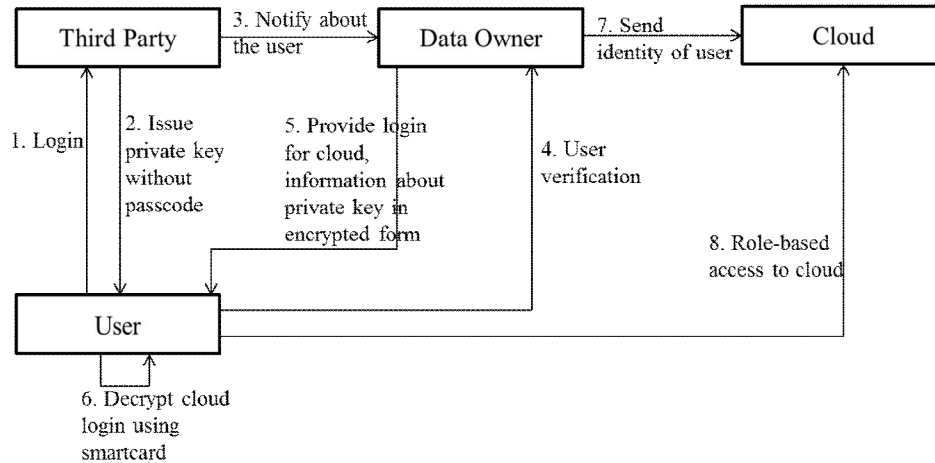 Third Party
3. Notify about
the user
Data Owner
7. Send
identity of user
Cloud
1. Login
2. Issue
private key
without
passcode
5. Provide login
for cloud,
information about
private key in
encrypted form
4. User
verification
8. Role-based
access to cloud
User
6. Decrypt cloud
login using
smartcard